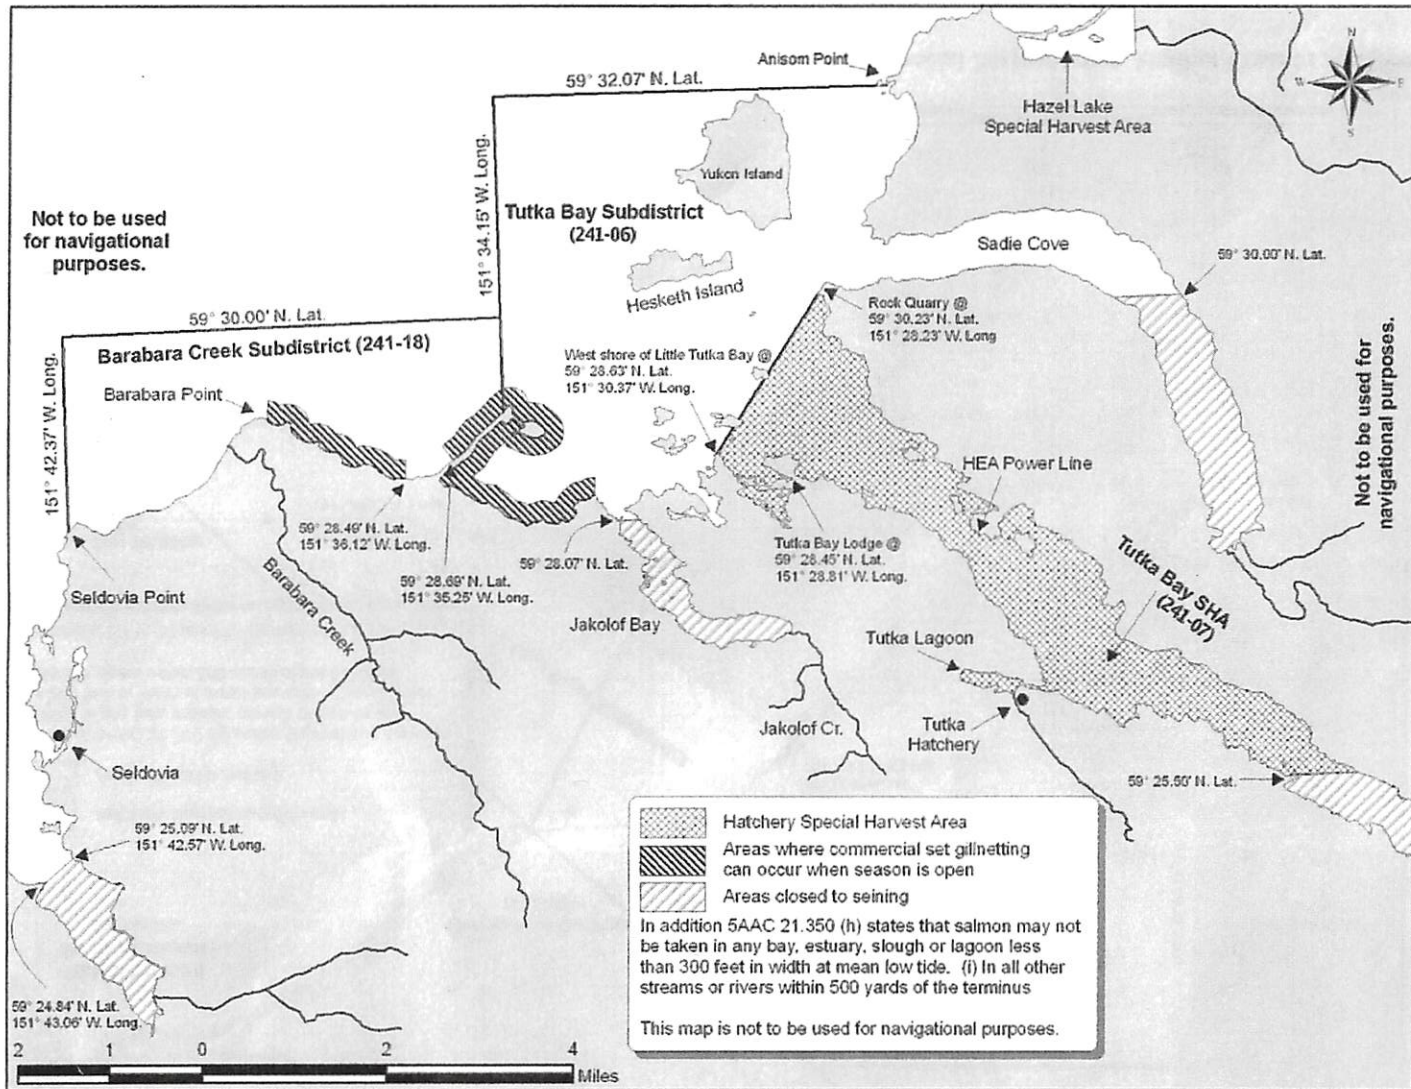 Anisom Point
59° 32.07' N. Lat.
N
W
E
S
Hazel Lake
Special Harvest Area
151° 34.15' W. Long.
Yukon Island
Not to be used
for navigational
purposes.
Tutka Bay Subdistrict
(241-06)
Sadie Cove
59° 30.00' N. Lat.
Hesketh Island
Rock Quarry @
59° 30.23' N. Lat.
151° 28.23' W. Long
59° 30.00' N. Lat.
Barabara Creek Subdistrict (241-18)
West shore of Little Tutka Bay @
59° 28.63' N. Lat.
151° 30.37' W. Long.
Not to be used for
navigational purposes.
151° 42.37' W. Long.
Barabara Point
HEA Power Line
59° 28.49' N. Lat.
151° 36.12' W. Long.
59° 28.07' N. Lat.
Tutka Bay Lodge @
59° 28.45' N. Lat.
151° 28.81' W. Long.
59° 28.69' N. Lat.
151° 35.25' W. Long.
Seldovia Point
Barabara Creek
Jakolof Bay
Tutka Bay SHA
(241-07)
Tutka Lagoon
Jakolof Cr.
Tutka
Hatchery
Seldovia
59° 25.50' N. Lat.
59° 25.09' N. Lat.
151° 42.57' W. Long.
Hatchery Special Harvest Area
Areas where commercial set gillnetting
can occur when season is open
Areas closed to seining
In addition 5AAC 21.350 (h) states that salmon may not
be taken in any bay, estuary, slough or lagoon less
than 300 feet in width at mean low tide. (i) In all other
streams or rivers within 500 yards of the terminus
This map is not to be used for navigational purposes.
59° 24.84' N. Lat.
151° 43.06' W. Long.
2 1 0 2 4
Miles